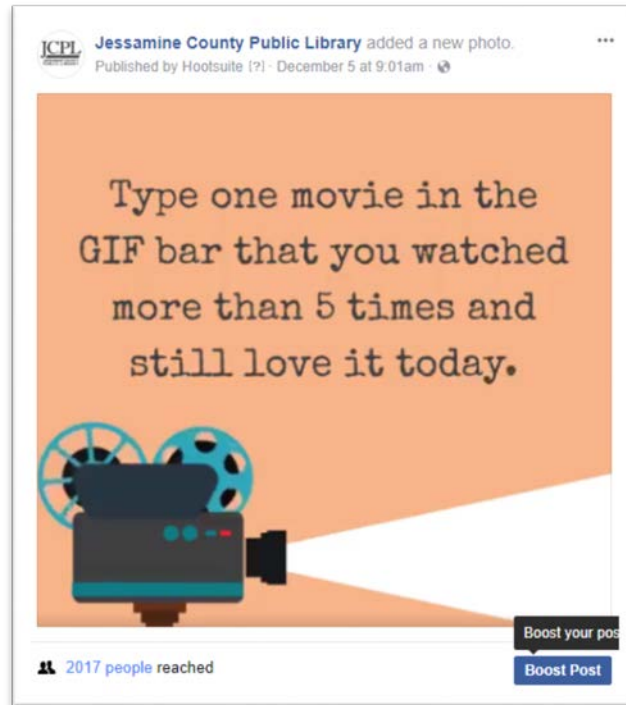 JCPL
Jessamine County Public Library added a new photo.
Published by Hootsuite [?] · December 5 at 9:01am ·
Type one movie in the
GIF bar that you watched
more than 5 times and
still love it today.
Boost your pos
2017 people reached
Boost Post